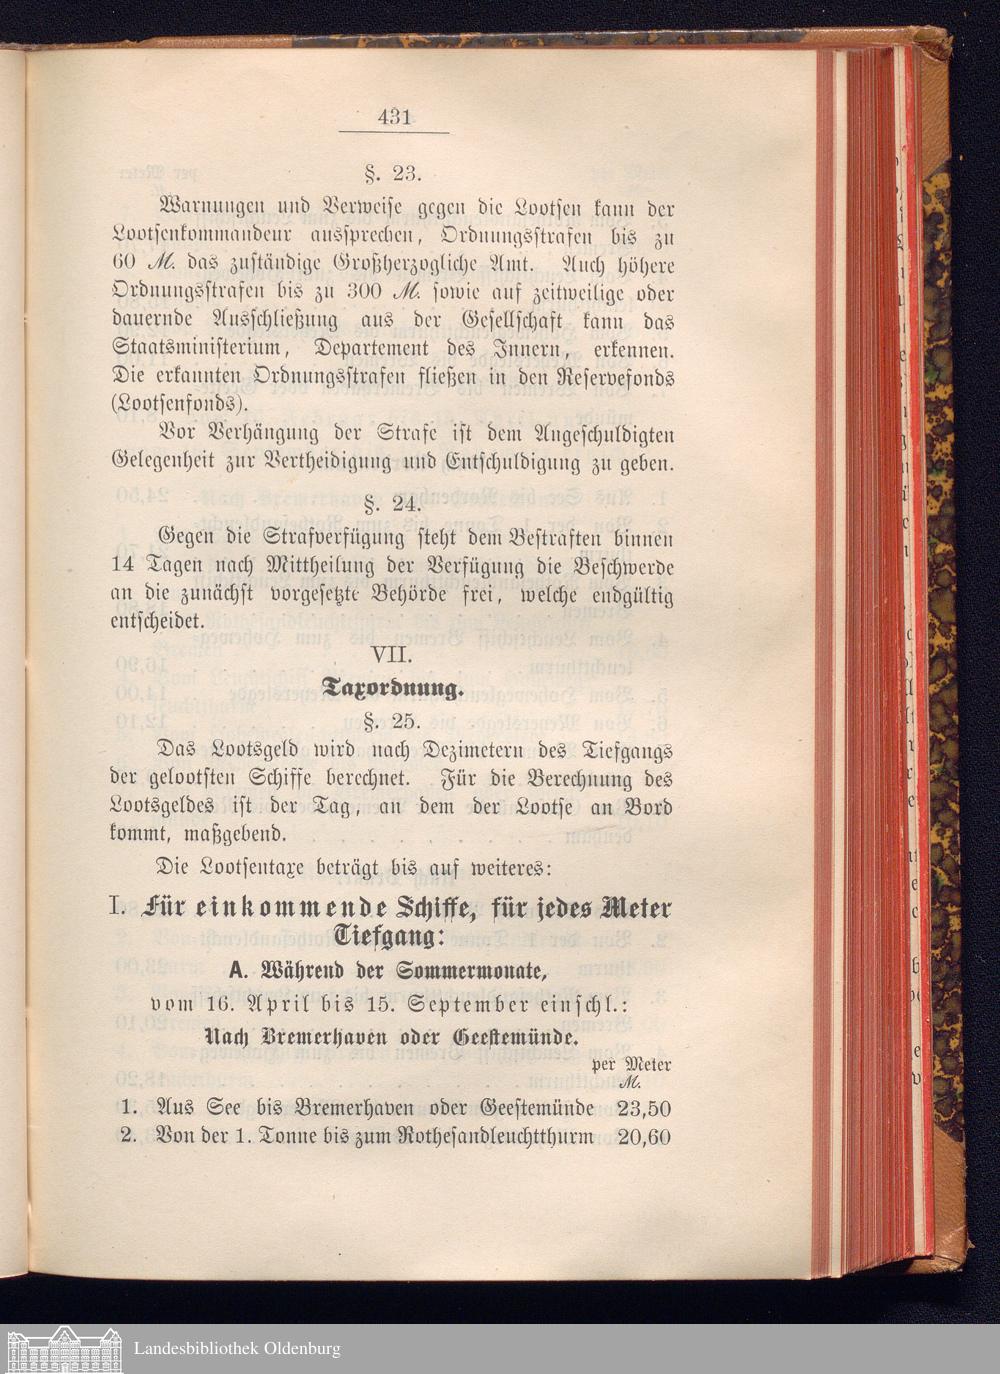 431
§. 23.
Warnungen und Verweise gegen die Lootsen kann der
Lootsenkommandeur aussprechen, Ordnungsstrafen bis zu
60 M. das zuständige Großherzogliche Amt. Auch höhere
Ordnungsstrafen bis zu 300 M. sowie auf zeitweilige oder
dauernde Ausschließung aus der Gesellschaft kann das
Staatsministerium, Departement des Innern, erkennen.
Die erkannten Ordnungsstrafen fließen in den Reservefonds
(Lootsenfonds).
Vor Verhängung der Strafe ist dem Angeschuldigten
Gelegenheit zur Vertheidigung und Entschuldigung zu geben.
§. 24.
Gegen die Strafverfügung steht dem Bestraften binnen
14 Tagen nach Mittheilung der Verfügung die Beschwerde
an die zunächst vorgesetzte Behörde frei, welche endgültig
entscheidet.
VII.
Taxordnung.
§. 25.
Das Lootsgeld wird nach Dezimetern des Tiefgangs
der gelootsten Schiffe berechnet. Für die Berechnung des
Lootsgeldes ist der Tag, an dem der Lootse an Bord
kommt, maßgebend.
Die Lootsentaxe beträgt bis auf weiteres:
I. Für einkommende Schiffe, für jedes Meter
Tiefgang:
A. Während der Sommermonate,
vom 16. April bis 15. September einschl.:
Nach Bremerhaven oder Geestemünde.
per Meter
M.
1. Aus See bis Bremerhaven oder Geestemünde 23,50
2. Von der 1. Tonne bis zum Rothesandleuchtthurm 20,60
Landesbibliothek Oldenburg